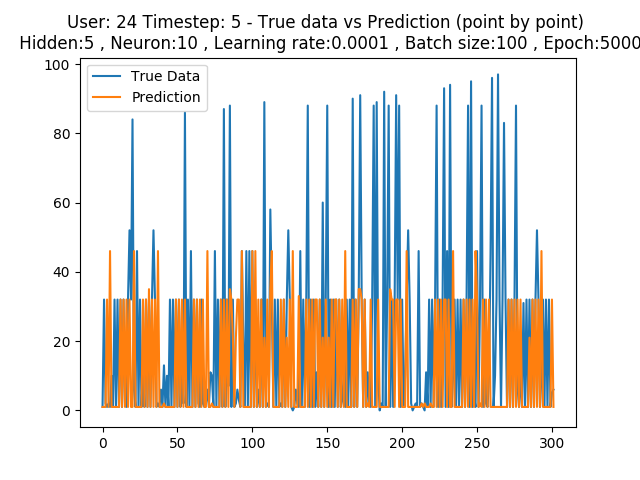 User: 24 Timestep: 5 - True data vs Prediction (point by point)
Hidden:5 , Neuron:10 , Learning rate:0.0001 , Batch size:100 , Epoch:5000
True Data
Prediction
100
80
60
40
20
0
0 50 100 150 200 250 300